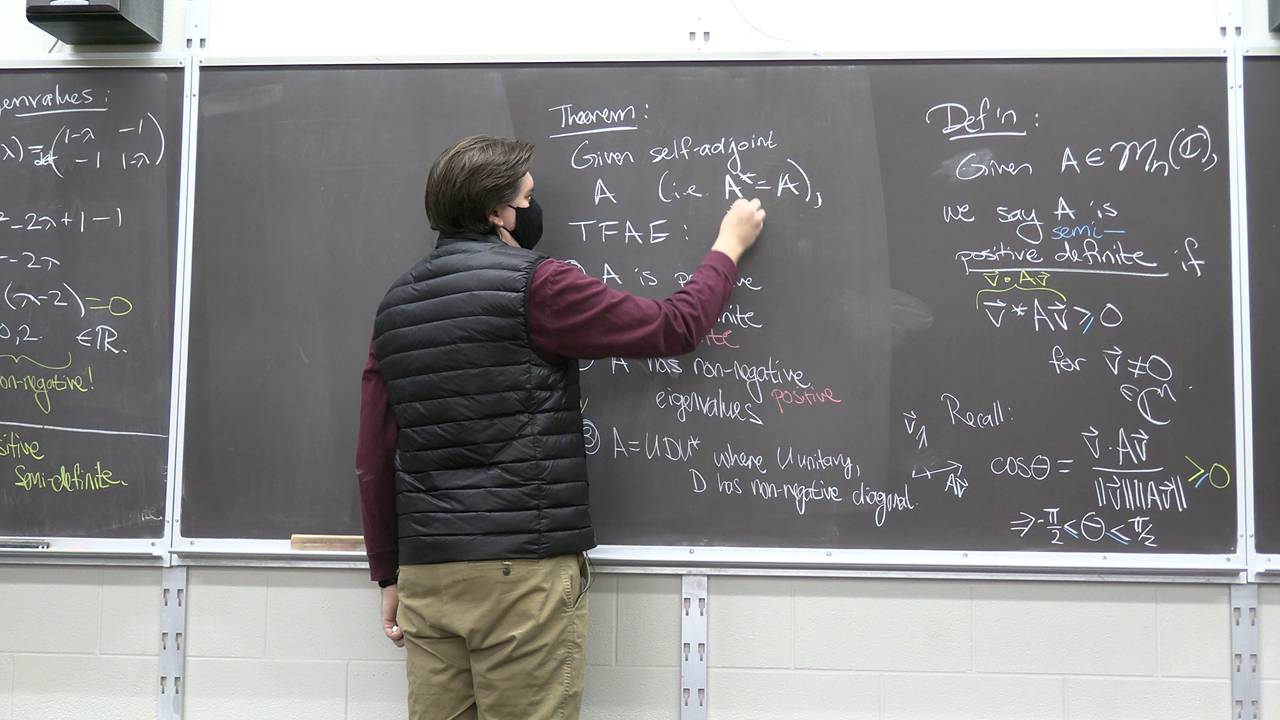 envalues:
λ) = det (1-λ -1
-1 1-λ)
²-2λ+1-1
-2λ
(λ-2)=0
0,2. ∈ℝ.
on-negative!
sitive
semi-definite.
Theorem:
Given self-adjoint
A (i.e. A*=A),
TFAE:
A is
A has non-negative
eigenvalues positive
③ A=UDU* where U unitary,
D has non-negative diagonal.
Def'n:
Given A∈Mn(ℂ),
we say A is
semi-
positive definite if
v⃗•Av⃗
v⃗*Av⃗≥0
for v⃗≠0
∈ℂⁿ.
Recall:
v⃗
Av⃗
cosθ = v⃗·Av⃗ / ‖v⃗‖‖Av⃗‖ ≥0
⇒ -π/2≤θ≤π/2